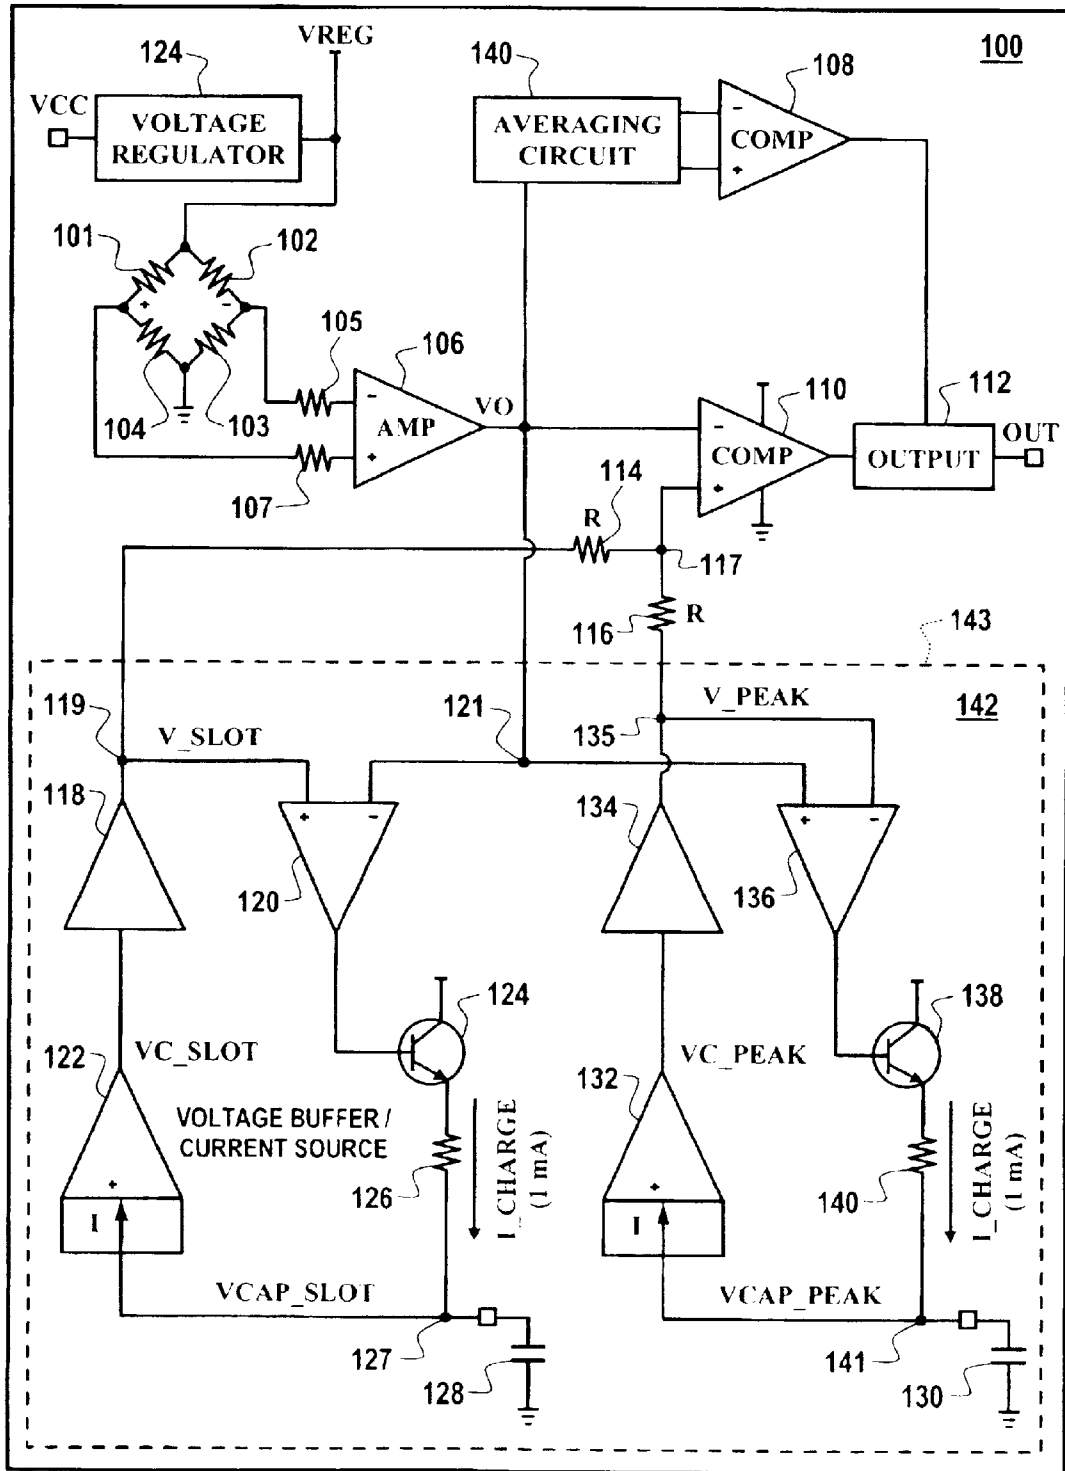 100
VREG
124
VCC
VOLTAGE
REGULATOR
140
AVERAGING
CIRCUIT
108
-
COMP
+
101
102
+ -
104
103
105
106
-
AMP
+
107
VO
110
-
COMP
+
112
OUTPUT
OUT
114
R
117
116
R
143
142
119
V_SLOT
121
V_PEAK
135
118
+ -
120
134
+ -
136
124
138
VC_SLOT
122
VC_PEAK
132
VOLTAGE BUFFER /
CURRENT SOURCE
126
I_CHARGE
(1 mA)
140
I_CHARGE
(1 mA)
+
I
+
I
VCAP_SLOT
VCAP_PEAK
127
128
141
130